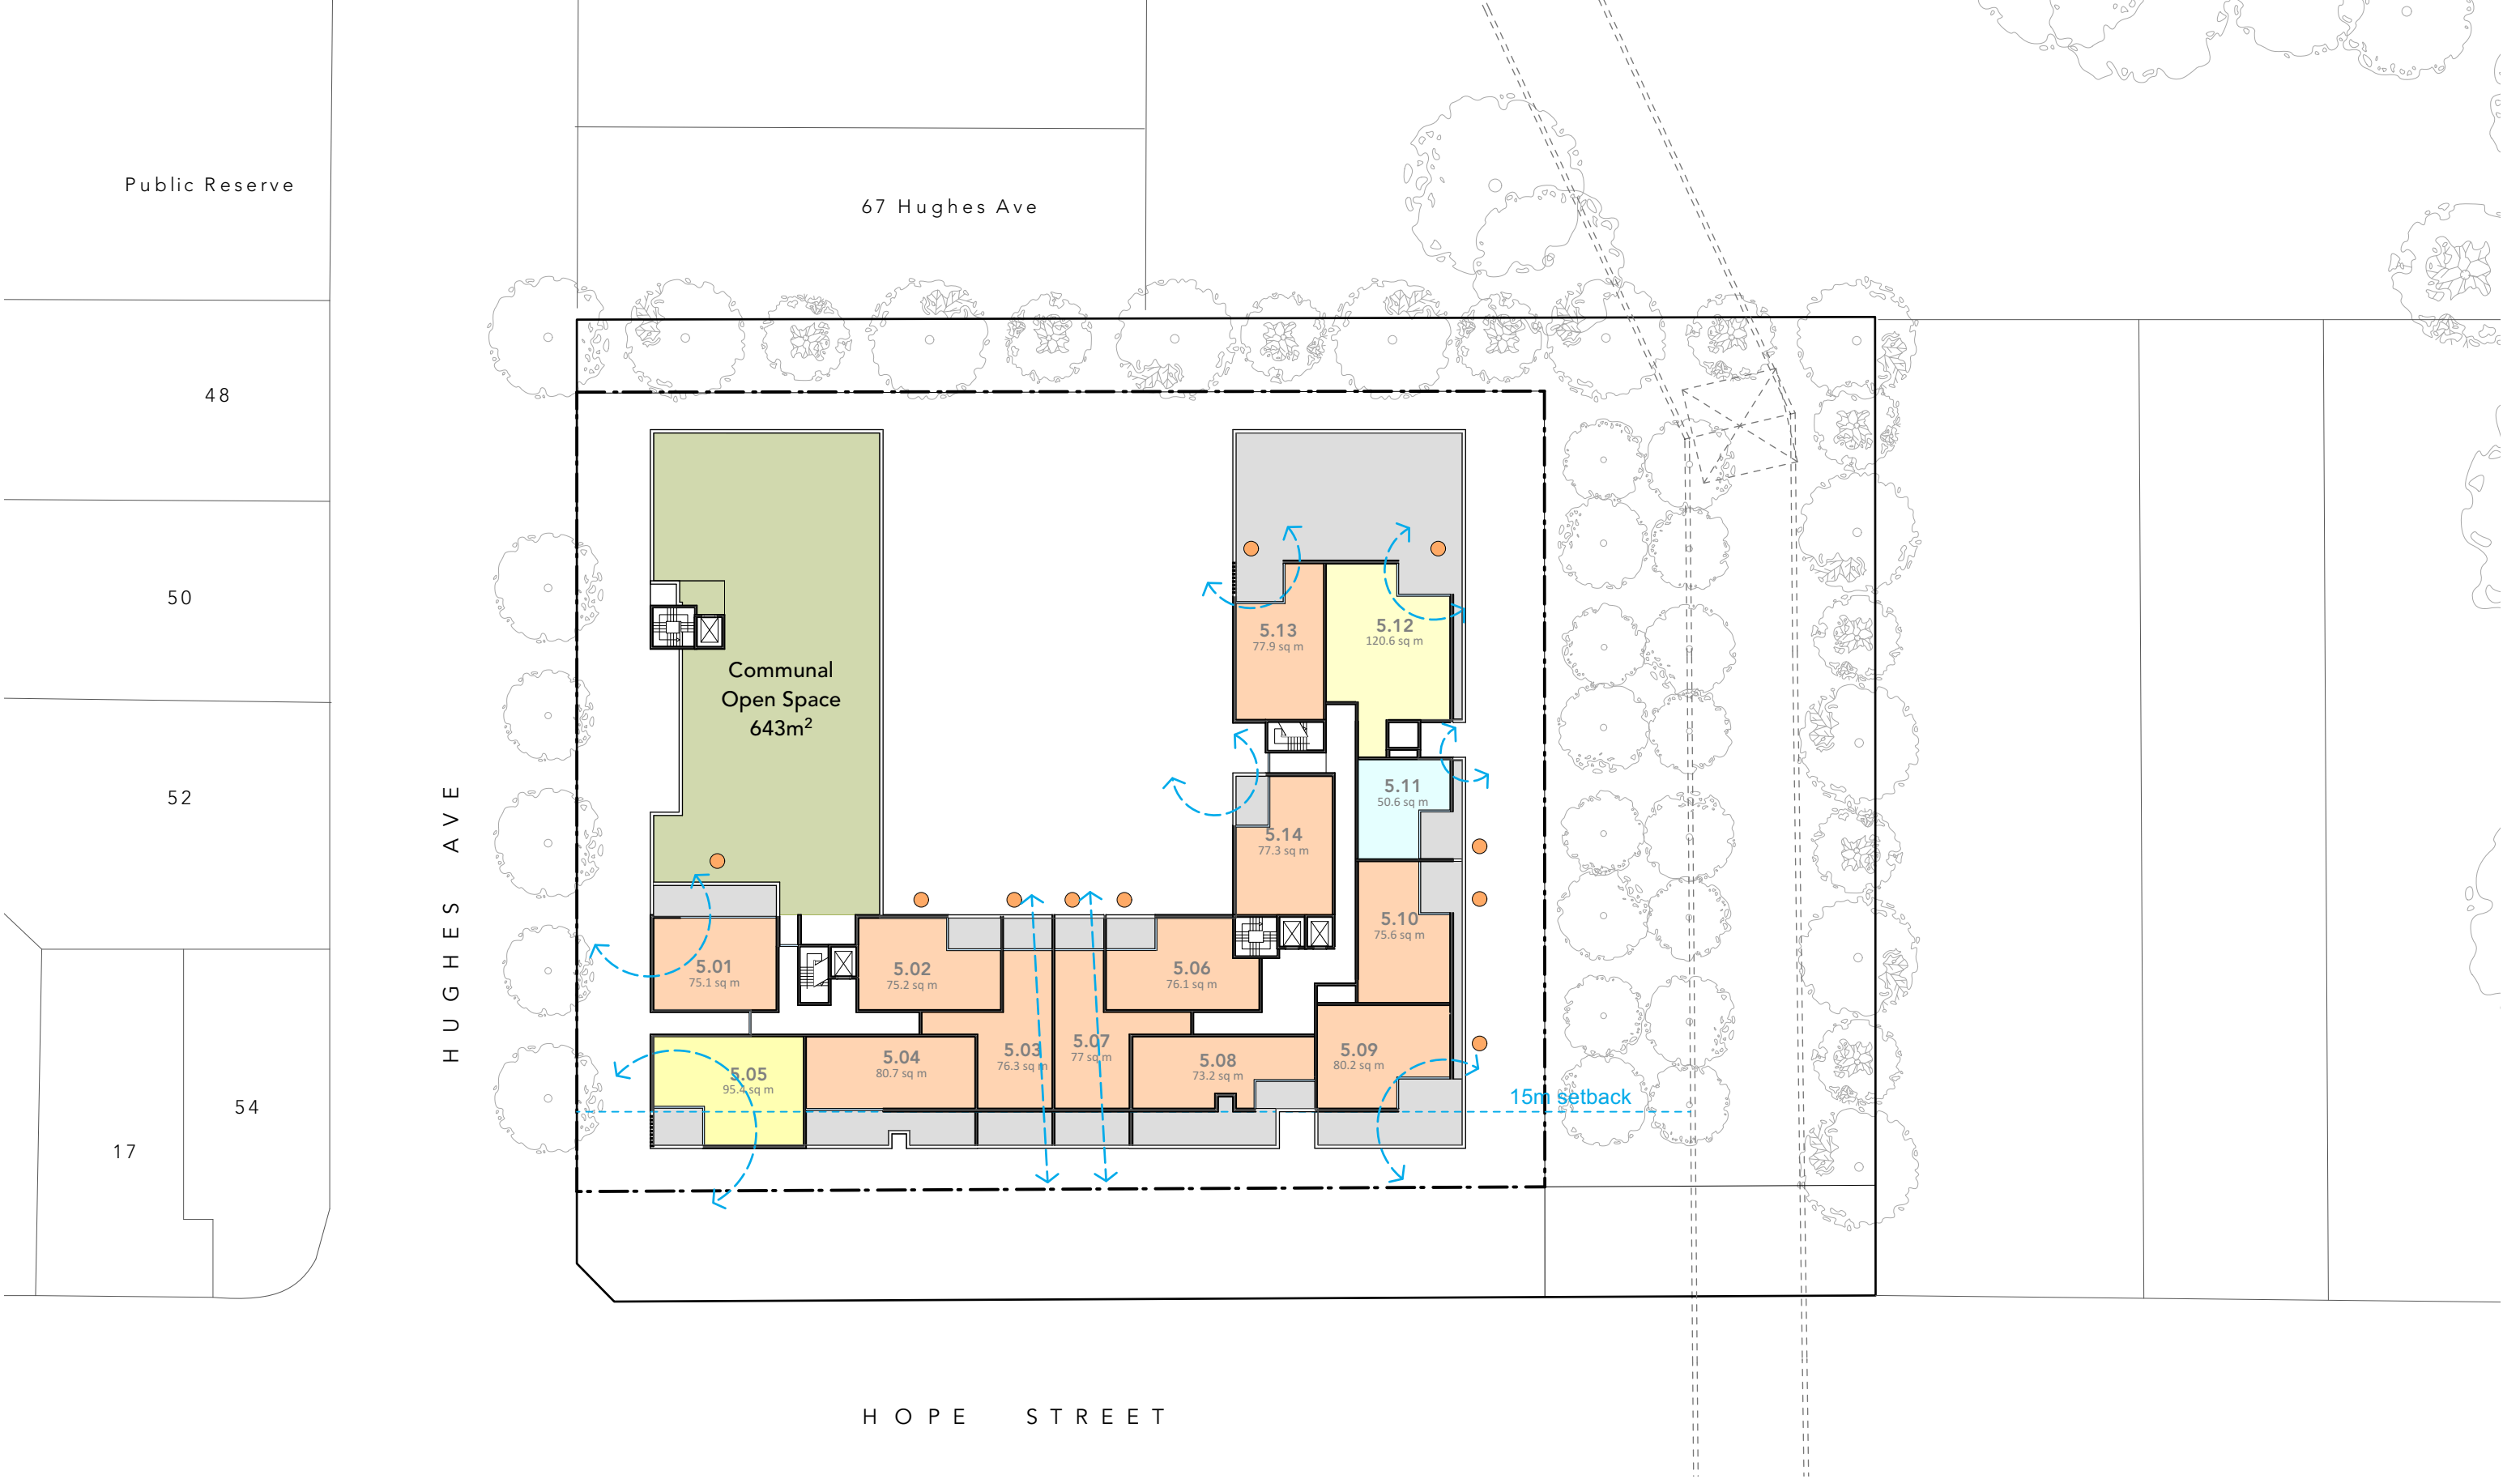 Public Reserve
67 Hughes Ave
48
50
52
54
17
HUGHES AVE
Communal
Open Space
643m²
5.13
77.9 sq m
5.12
120.6 sq m
5.11
50.6 sq m
5.14
77.3 sq m
5.10
75.6 sq m
5.01
75.1 sq m
5.02
75.2 sq m
5.06
76.1 sq m
5.03
76.3 sq m
5.07
77 sq m
5.04
80.7 sq m
5.05
95.4 sq m
5.08
73.2 sq m
5.09
80.2 sq m
15m setback
HOPE STREET